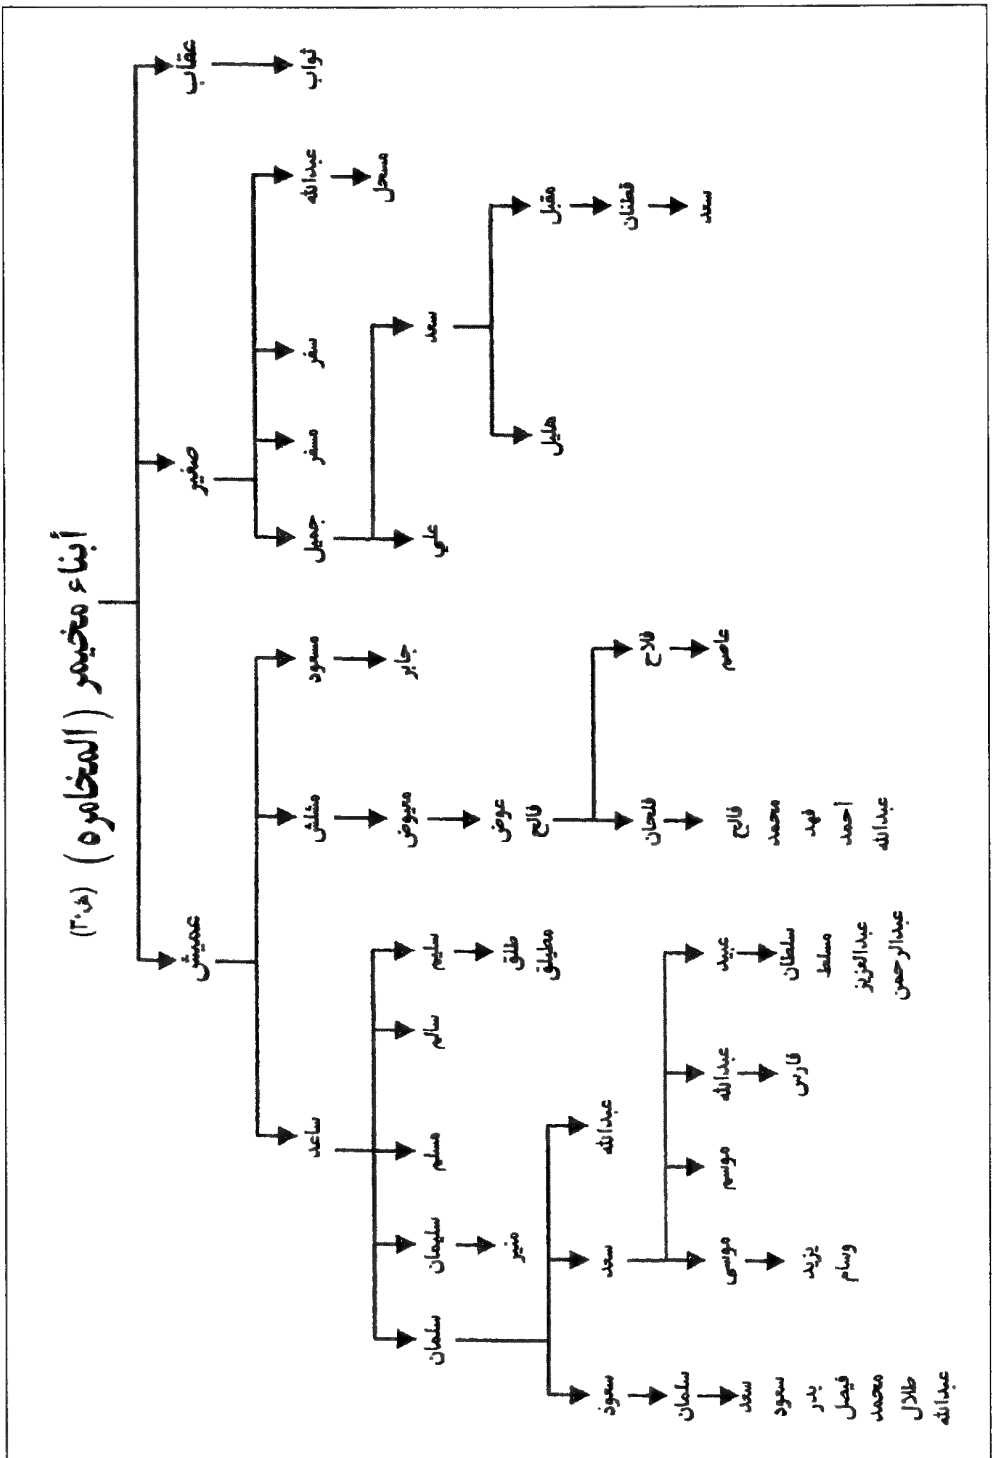 أبناء مخيمر (المخامره) (ش٣٠)
عقاب
صغير
عميش
ثواب
عبدالله
سفر
مسفر
جميل
مسعود
مشلش
ساعد
مسحل
سعد
علي
جابر
معيوض
سليم
سالم
مسلم
سليمان
سلمان
مقبل
هليل
عوض
فالح
طلق
مطيلق
منير
قطنان
فلاح
فلحان
عبدالله
سعد
سعود
سعد
عاصم
عبيد
عبدالله
موسم
موسى
سلمان
فالح
محمد
فهد
أحمد
عبدالله
سلطان
مسلط
عبدالعزيز
عبدالرحمن
فارس
يزيد
وسام
سعد
سعود
بدر
فيصل
محمد
طلال
عبدالله